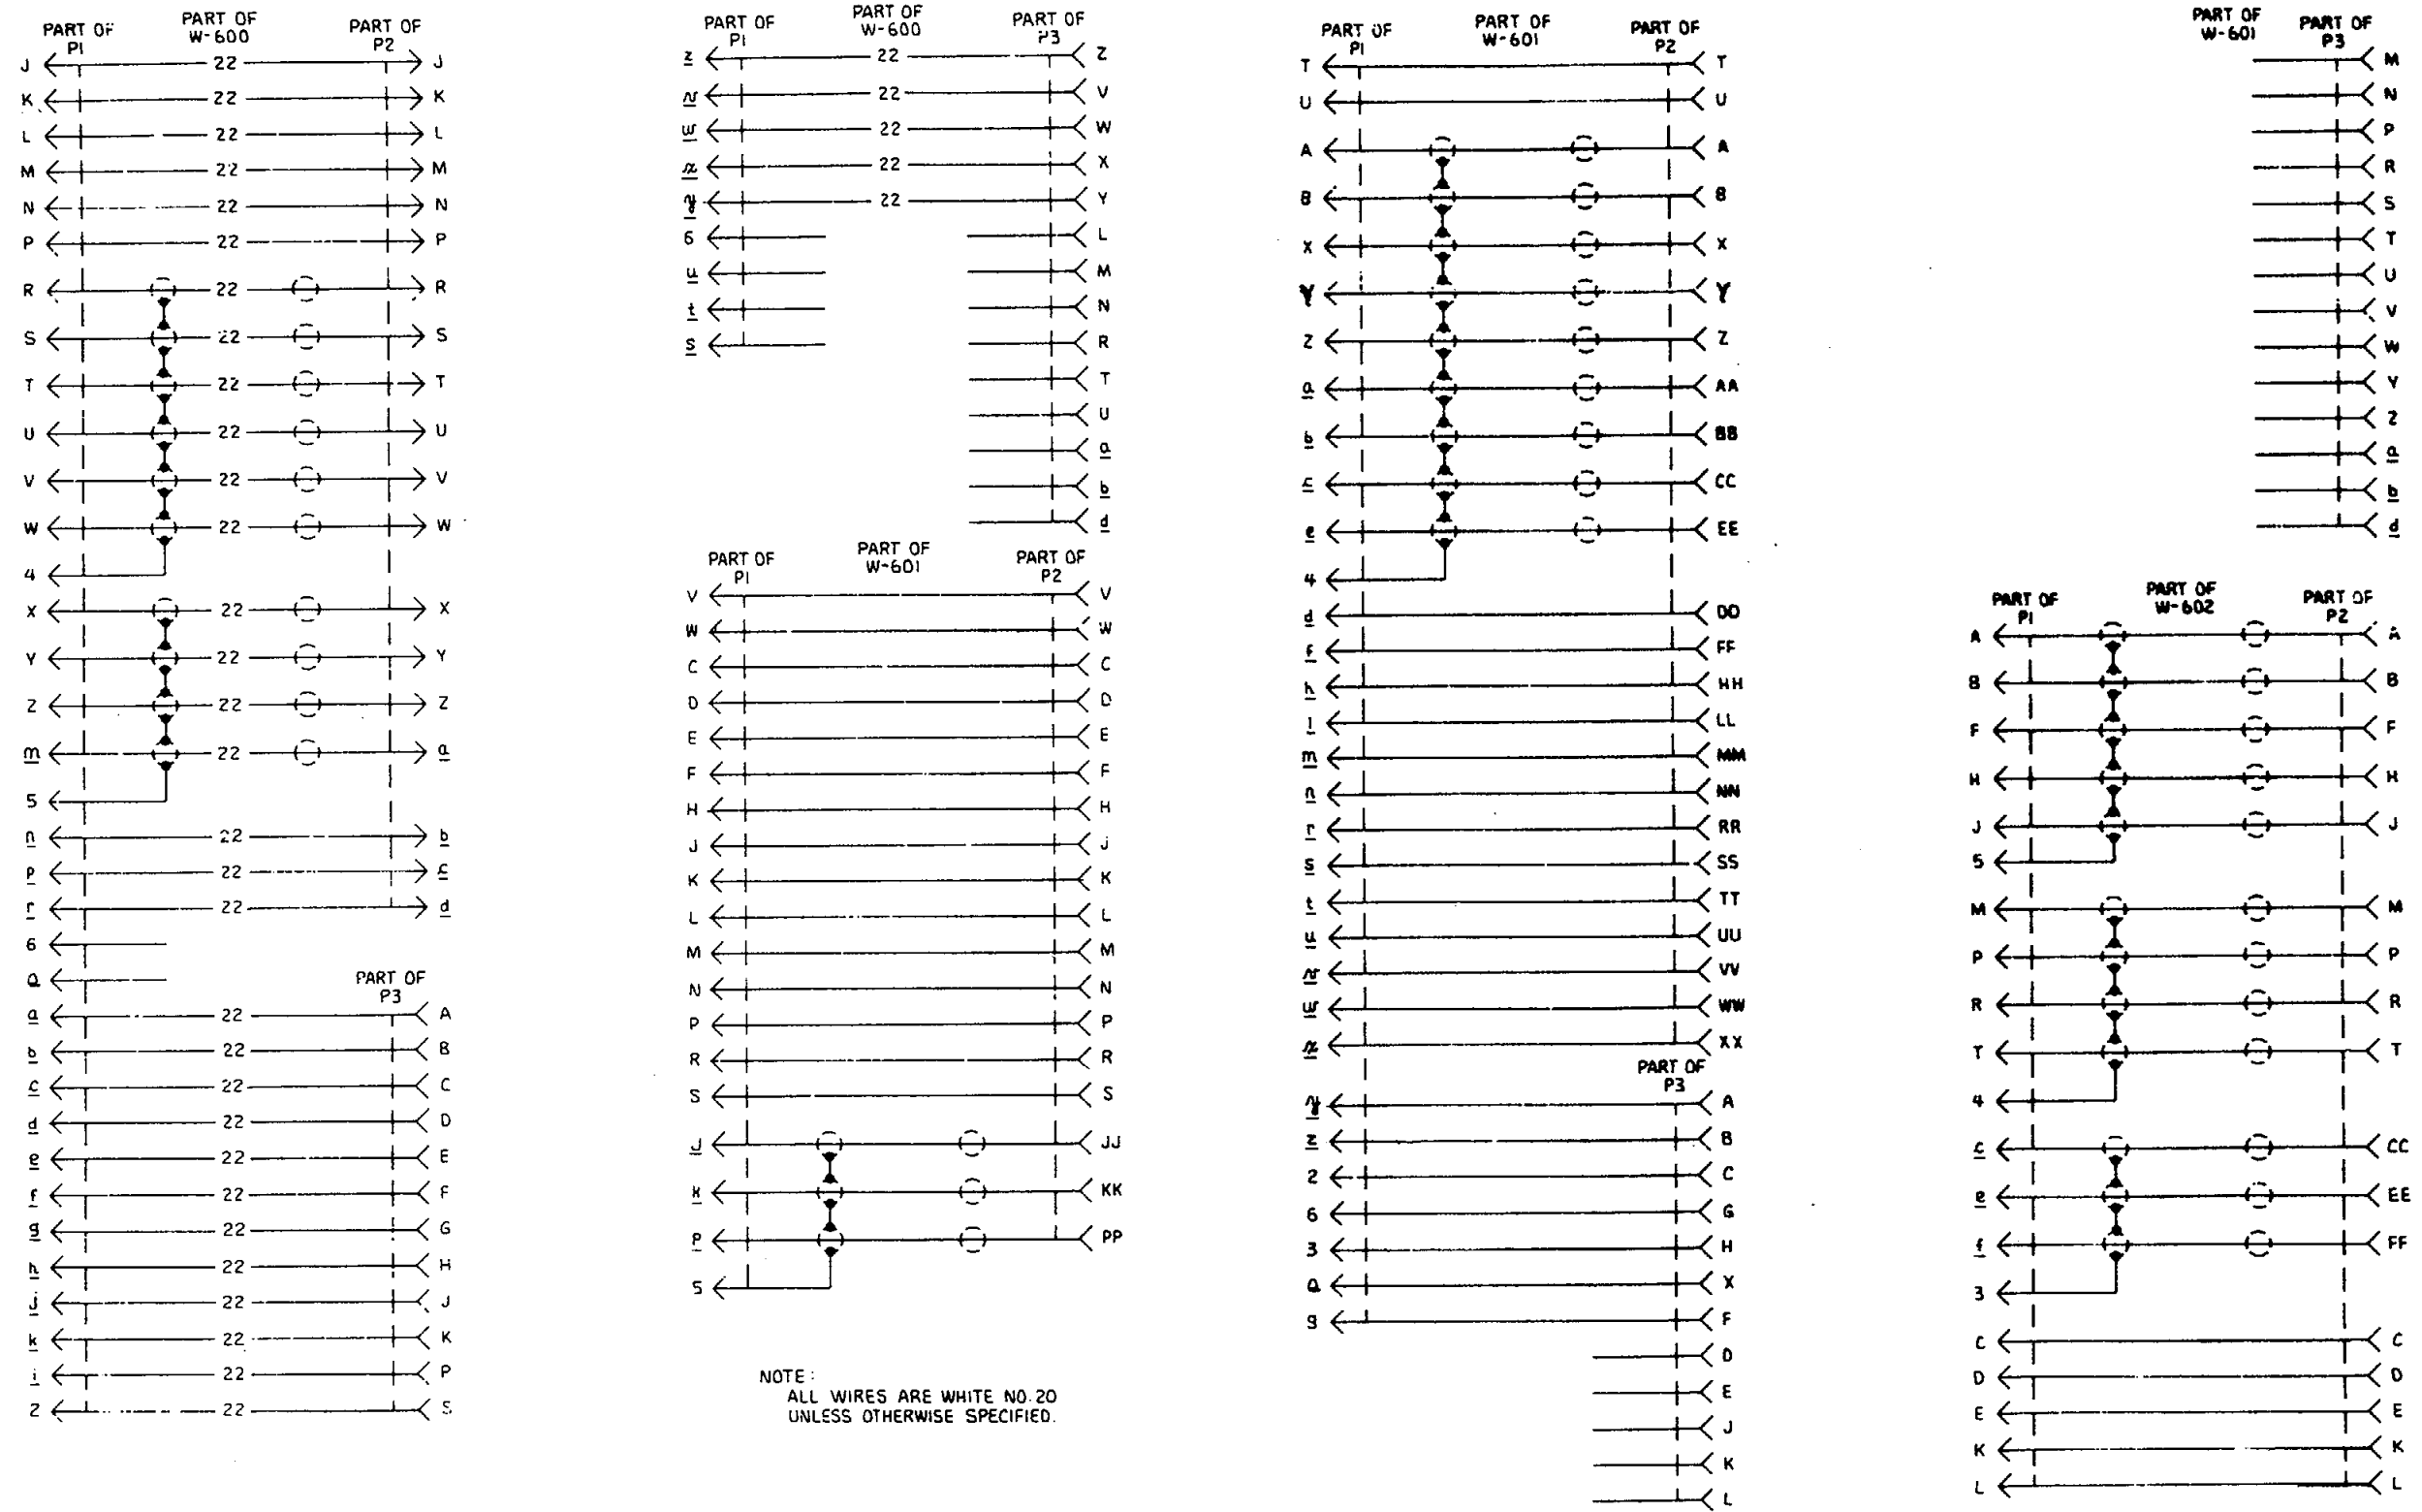 PART OF P1 PART OF W-600 PART OF P2
J 22 J
K 22 K
L 22 L
M 22 M
N 22 N
P 22 P
R 22 R
S 22 S
T 22 T
U 22 U
V 22 V
W 22 W
4
X 22 X
Y 22 Y
Z 22 Z
m 22 a
5
n 22 b
p 22 c
r 22 d
6
Q
PART OF P3
a 22 A
b 22 B
c 22 C
d 22 D
e 22 E
f 22 F
g 22 G
h 22 H
j 22 J
k 22 K
i 22 P
2 22 S
PART OF P1 PART OF W-600 PART OF P3
z 22 Z
v 22 V
w 22 W
x 22 X
y 22 Y
6 L
u M
t N
s R
T
U
a
b
d
PART OF P1 PART OF W-601 PART OF P2
V V
W W
C C
D D
E E
F F
H H
J j
K K
L L
M M
N N
P P
R R
S S
J JJ
k KK
p PP
5
NOTE:
ALL WIRES ARE WHITE NO. 20
UNLESS OTHERWISE SPECIFIED.
PART OF P1 PART OF W-601 PART OF P2
T T
U U
A A
B B
X X
Y Y
Z Z
a AA
b BB
c CC
e EE
4
d DD
f FF
h HH
l LL
m MM
n NN
r RR
s SS
t TT
u UU
v VV
w WW
x XX
PART OF P3
y A
z B
2 C
6 G
3 H
Q X
9 F
D
E
J
K
L
PART OF W-601 PART OF P3
M
N
P
R
S
T
U
V
W
Y
Z
a
b
d
PART OF P1 PART OF W-602 PART OF P2
A A
B B
F F
H H
J J
5
M M
P P
R R
T T
4
c CC
e EE
f FF
3
C C
D D
E E
K K
L L